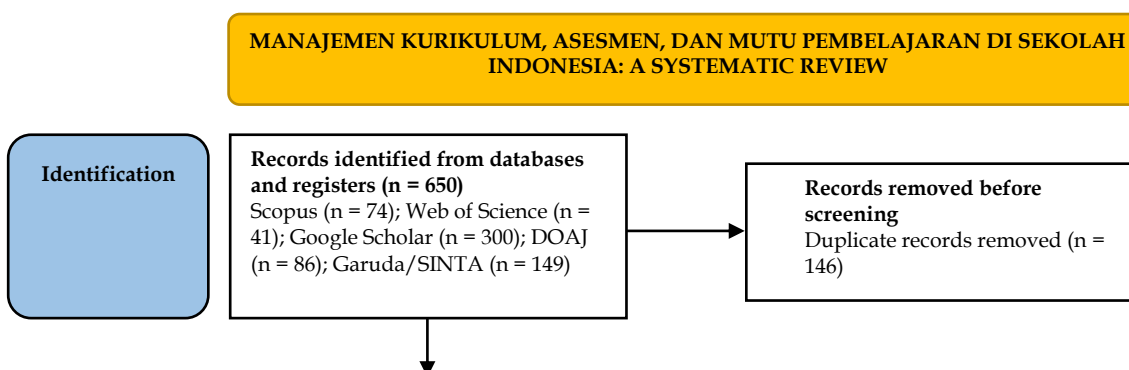 MANAJEMEN KURIKULUM, ASESMEN, DAN MUTU PEMBELAJARAN DI SEKOLAH
INDONESIA: A SYSTEMATIC REVIEW
Identification
Records identified from databases
and registers (n = 650)
Scopus (n = 74); Web of Science (n =
41); Google Scholar (n = 300); DOAJ
(n = 86); Garuda/SINTA (n = 149)
Records removed before
screening
Duplicate records removed (n =
146)